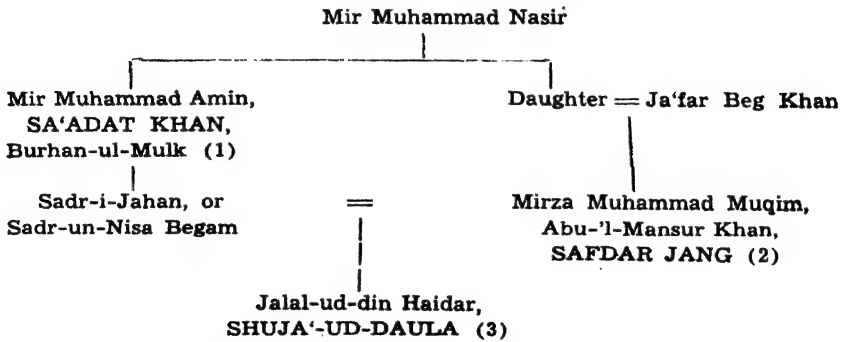 Mir Muhammad Nasir
Mir Muhammad Amin,
SA‘ADAT KHAN,
Burhan-ul-Mulk (1)
Daughter = Ja‘far Beg Khan
Sadr-i-Jahan, or
Sadr-un-Nisa Begam
=
Mirza Muhammad Muqim,
Abu-’l-Mansur Khan,
SAFDAR JANG (2)
Jalal-ud-din Haidar,
SHUJA‘-UD-DAULA (3)